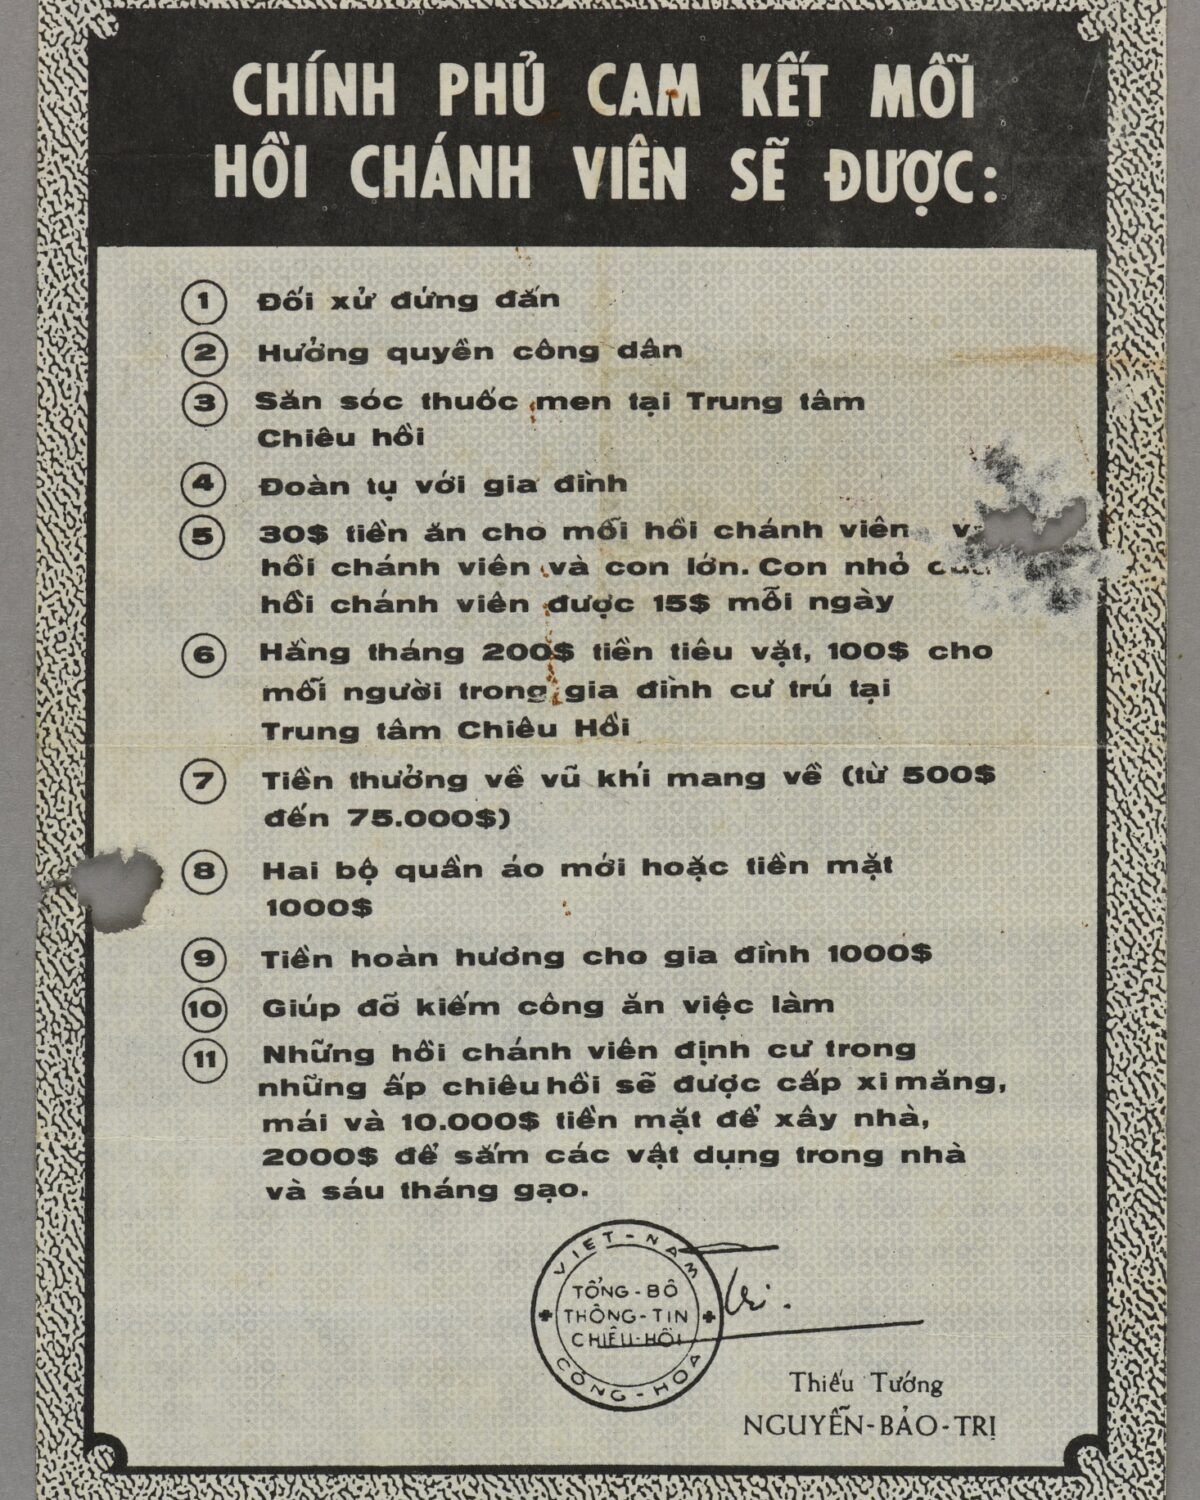 CHÍNH PHỦ CAM KẾT MỖI
HỒI CHÁNH VIÊN SẼ ĐƯỢC:
1 Đối xử đứng đắn
2 Hưởng quyền công dân
3 Săn sóc thuốc men tại Trung tâm
Chiêu hồi
4 Đoàn tụ với gia đình
5 30$ tiền ăn cho mỗi hồi chánh viên
hồi chánh viên và con lớn. Con nhỏ
hồi chánh viên được 15$ mỗi ngày
6 Hằng tháng 200$ tiền tiêu vặt, 100$ cho
mỗi người trong gia đình cư trú tại
Trung tâm Chiêu Hồi
7 Tiền thưởng về vũ khí mang về (từ 500$
đến 75.000$)
8 Hai bộ quần áo mới hoặc tiền mặt
1000$
9 Tiền hoàn hương cho gia đình 1000$
10 Giúp đỡ kiếm công ăn việc làm
11 Những hồi chánh viên định cư trong
những ấp chiêu hồi sẽ được cấp xi măng,
mái và 10.000$ tiền mặt để xây nhà,
2000$ để sắm các vật dụng trong nhà
và sáu tháng gạo.
VIET-NAM
TỔNG-BÔ
THÔNG-TIN
CHIÊU-HỒI
CÔNG-HOA
Thiếu Tướng
NGUYỄN-BẢO-TRỊ